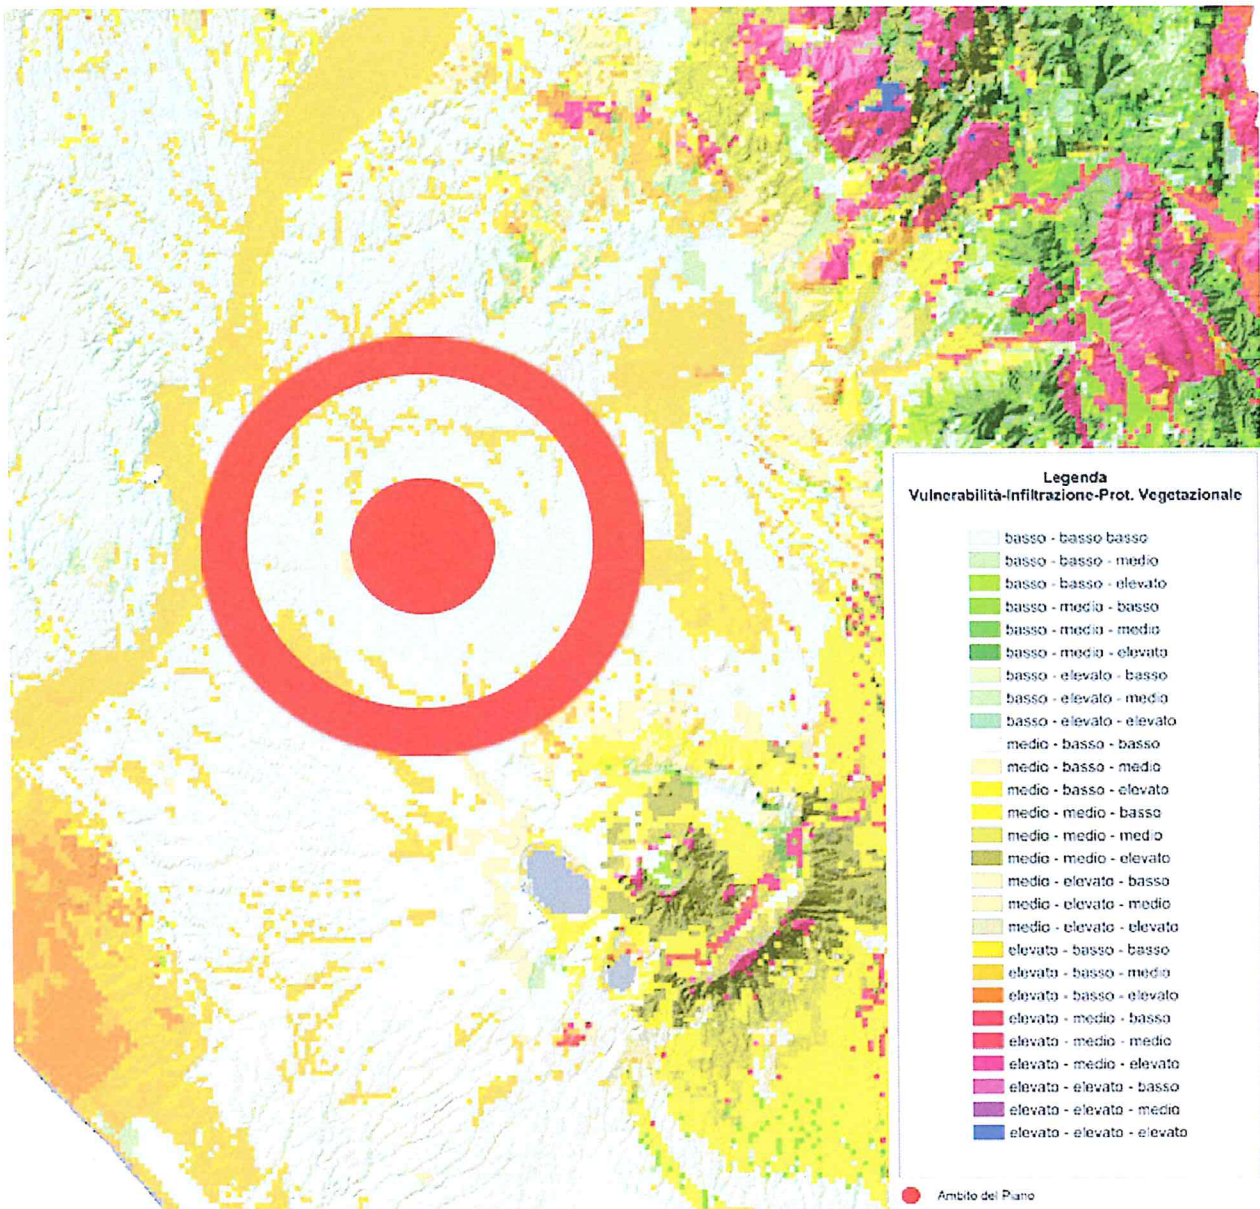 Legenda
Vulnerabilità-Infiltrazione-Prot. Vegetazionale
basso - basso basso
basso - basso - medio
basso - basso - elevato
basso - medio - basso
basso - medio - medio
basso - medio - elevato
basso - elevato - basso
basso - elevato - medio
basso - elevato - elevato
medio - basso - basso
medio - basso - medio
medio - basso - elevato
medio - medio - basso
medio - medio - medio
medio - medio - elevato
medio - elevato - basso
medio - elevato - medio
medio - elevato - elevato
elevato - basso - basso
elevato - basso - medio
elevato - basso - elevato
elevato - medio - basso
elevato - medio - medio
elevato - medio - elevato
elevato - elevato - basso
elevato - elevato - medio
elevato - elevato - elevato
Ambito del Piano